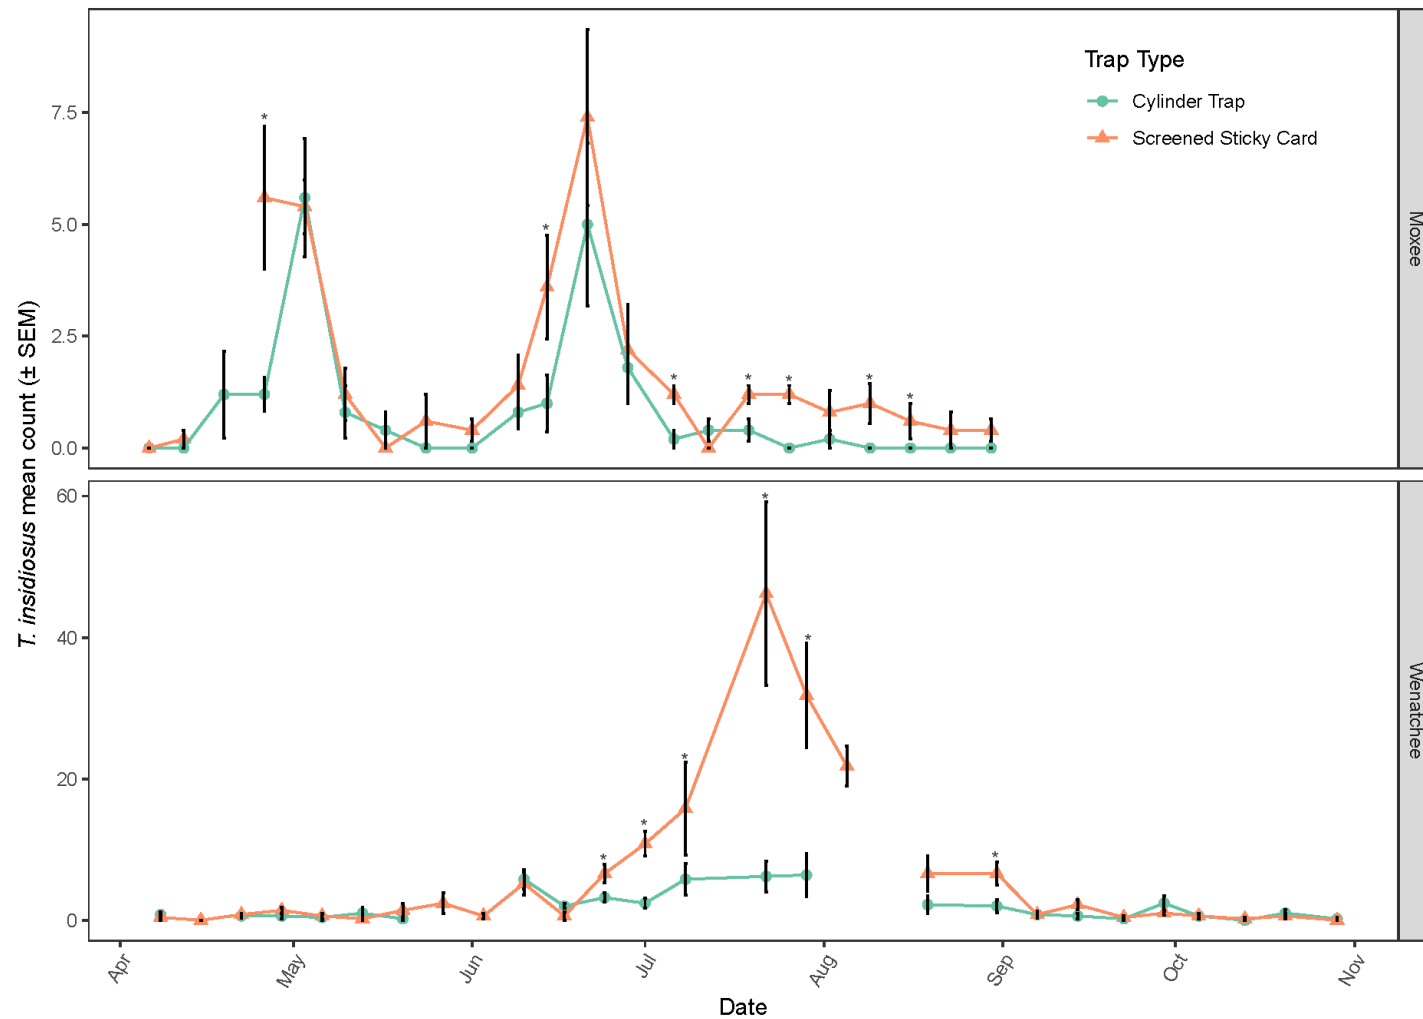 Trap Type
Cylinder Trap
Screened Sticky Card
*
*
*
*
*
*
*
7.5
5.0
2.5
0.0
Moxee
T. insidiosus mean count (± SEM)
*
*
*
*
*
*
60
40
20
0
Wenatchee
Apr
May
Jun
Jul
Aug
Sep
Oct
Nov
Date